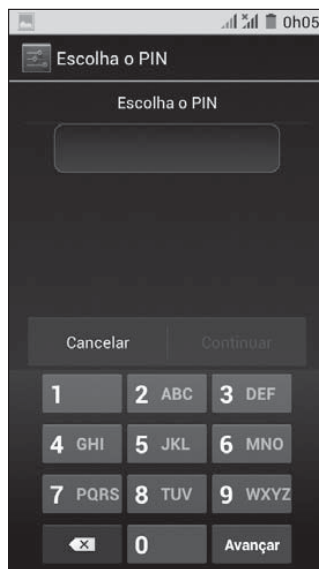 0h05
Escolha o PIN
Escolha o PIN
Cancelar Continuar
1 2 ABC 3 DEF
4 GHI 5 JKL 6 MNO
7 PQRS 8 TUV 9 WXYZ
0 Avançar